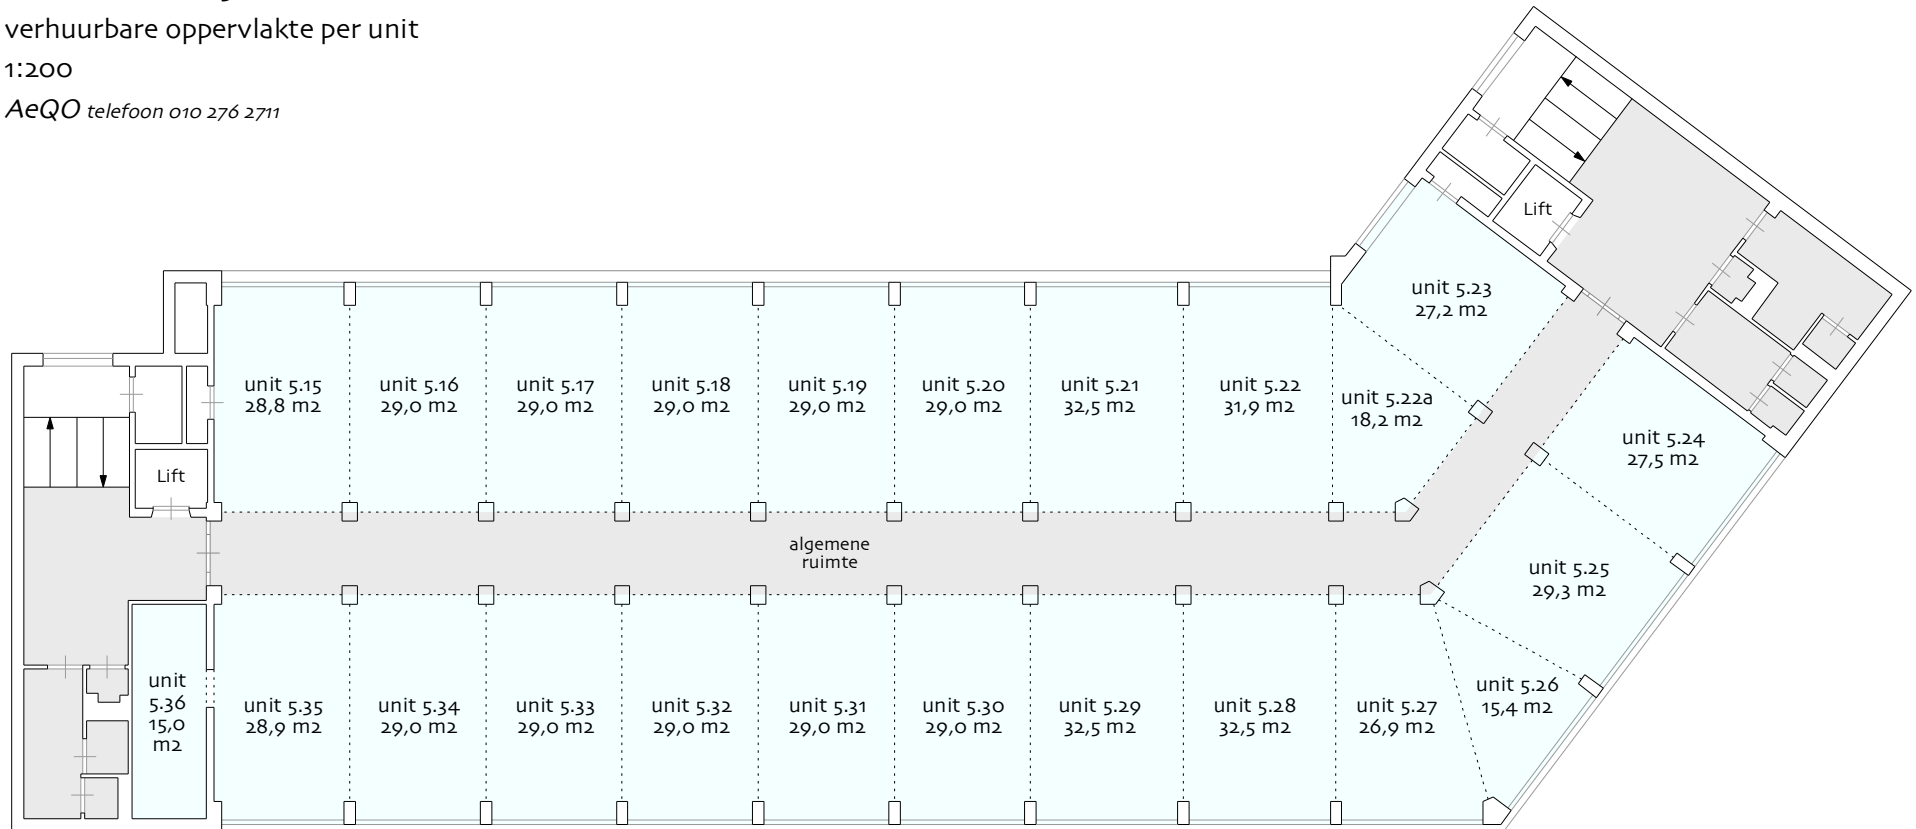 verhuurbare oppervlakte per unit
1:200
AeQO telefoon 010 276 2711
Lift
unit 5.23
27,2 m2
unit 5.15
28,8 m2
unit 5.16
29,0 m2
unit 5.17
29,0 m2
unit 5.18
29,0 m2
unit 5.19
29,0 m2
unit 5.20
29,0 m2
unit 5.21
32,5 m2
unit 5.22
31,9 m2
unit 5.22a
18,2 m2
unit 5.24
27,5 m2
Lift
algemene
ruimte
unit 5.25
29,3 m2
unit
5.36
15,0
m2
unit 5.35
28,9 m2
unit 5.34
29,0 m2
unit 5.33
29,0 m2
unit 5.32
29,0 m2
unit 5.31
29,0 m2
unit 5.30
29,0 m2
unit 5.29
32,5 m2
unit 5.28
32,5 m2
unit 5.27
26,9 m2
unit 5.26
15,4 m2